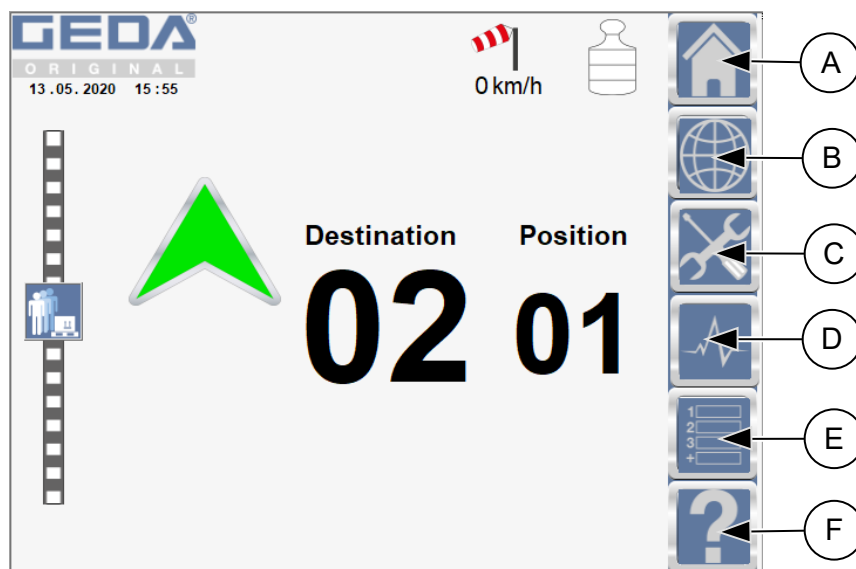 GEDA®
ORIGINAL
13.05.2020 15:55
0 km/h
Destination Position
02 01
A
B
C
D
1
2
3
+
E
?
F